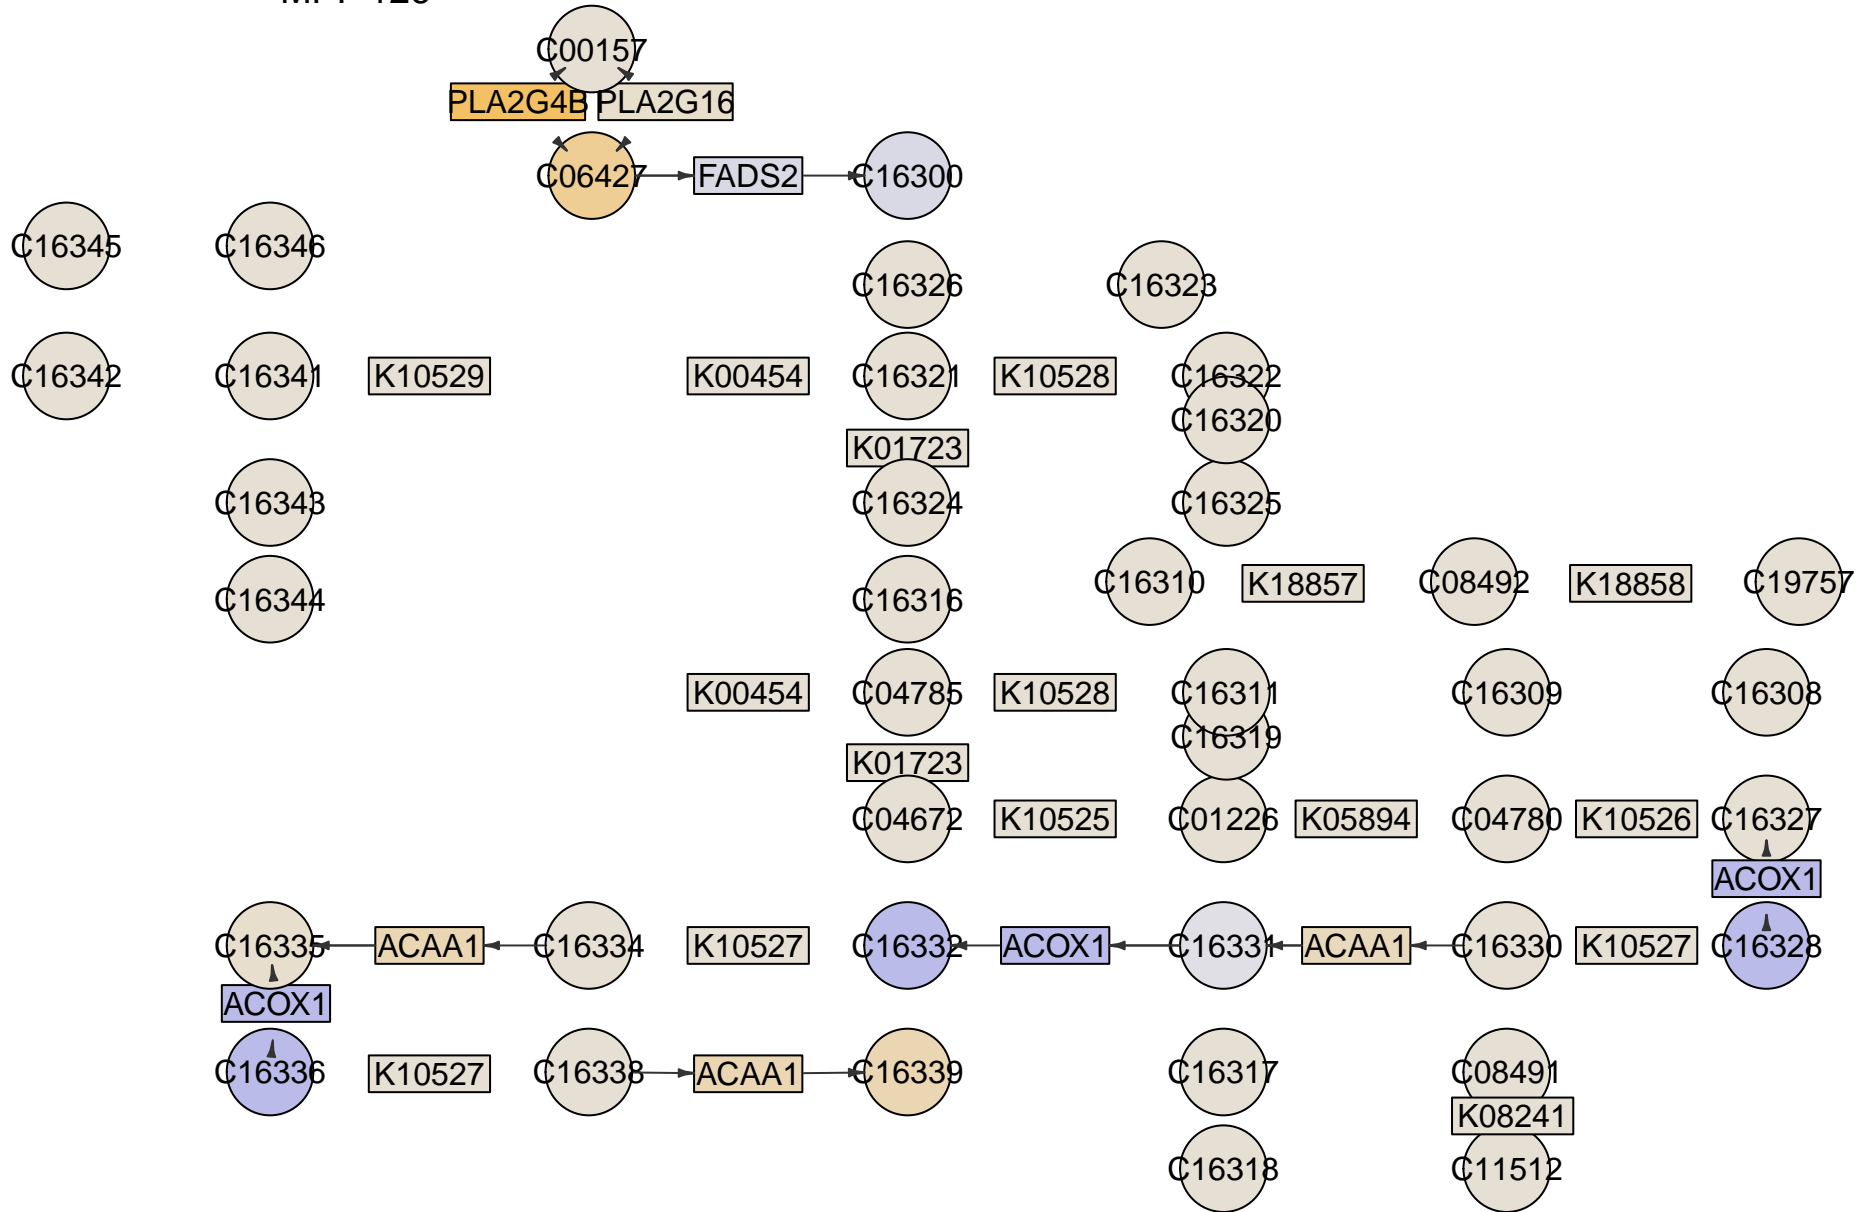 C00157
PLA2G4B PLA2G16
C06427 FADS2 C16300
C16345 C16346
C16326 C16323
C16342 C16341 K10529 K00454 C16321 K10528 C16322
C16320
K01723
C16343 C16324 C16325
C16310 K18857 C08492 K18858 C19757
C16344 C16316
K00454 C04785 K10528 C16311 C16309 C16308
C16319
K01723
C04672 K10525 C01226 K05894 C04780 K10526 C16327
ACOX1
C16335 ACAA1 C16334 K10527 C16332 ACOX1 C16331 ACAA1 C16330 K10527 C16328
ACOX1
C16336 K10527 C16338 ACAA1 C16339 C16317 C08491
K08241
C16318 C11512